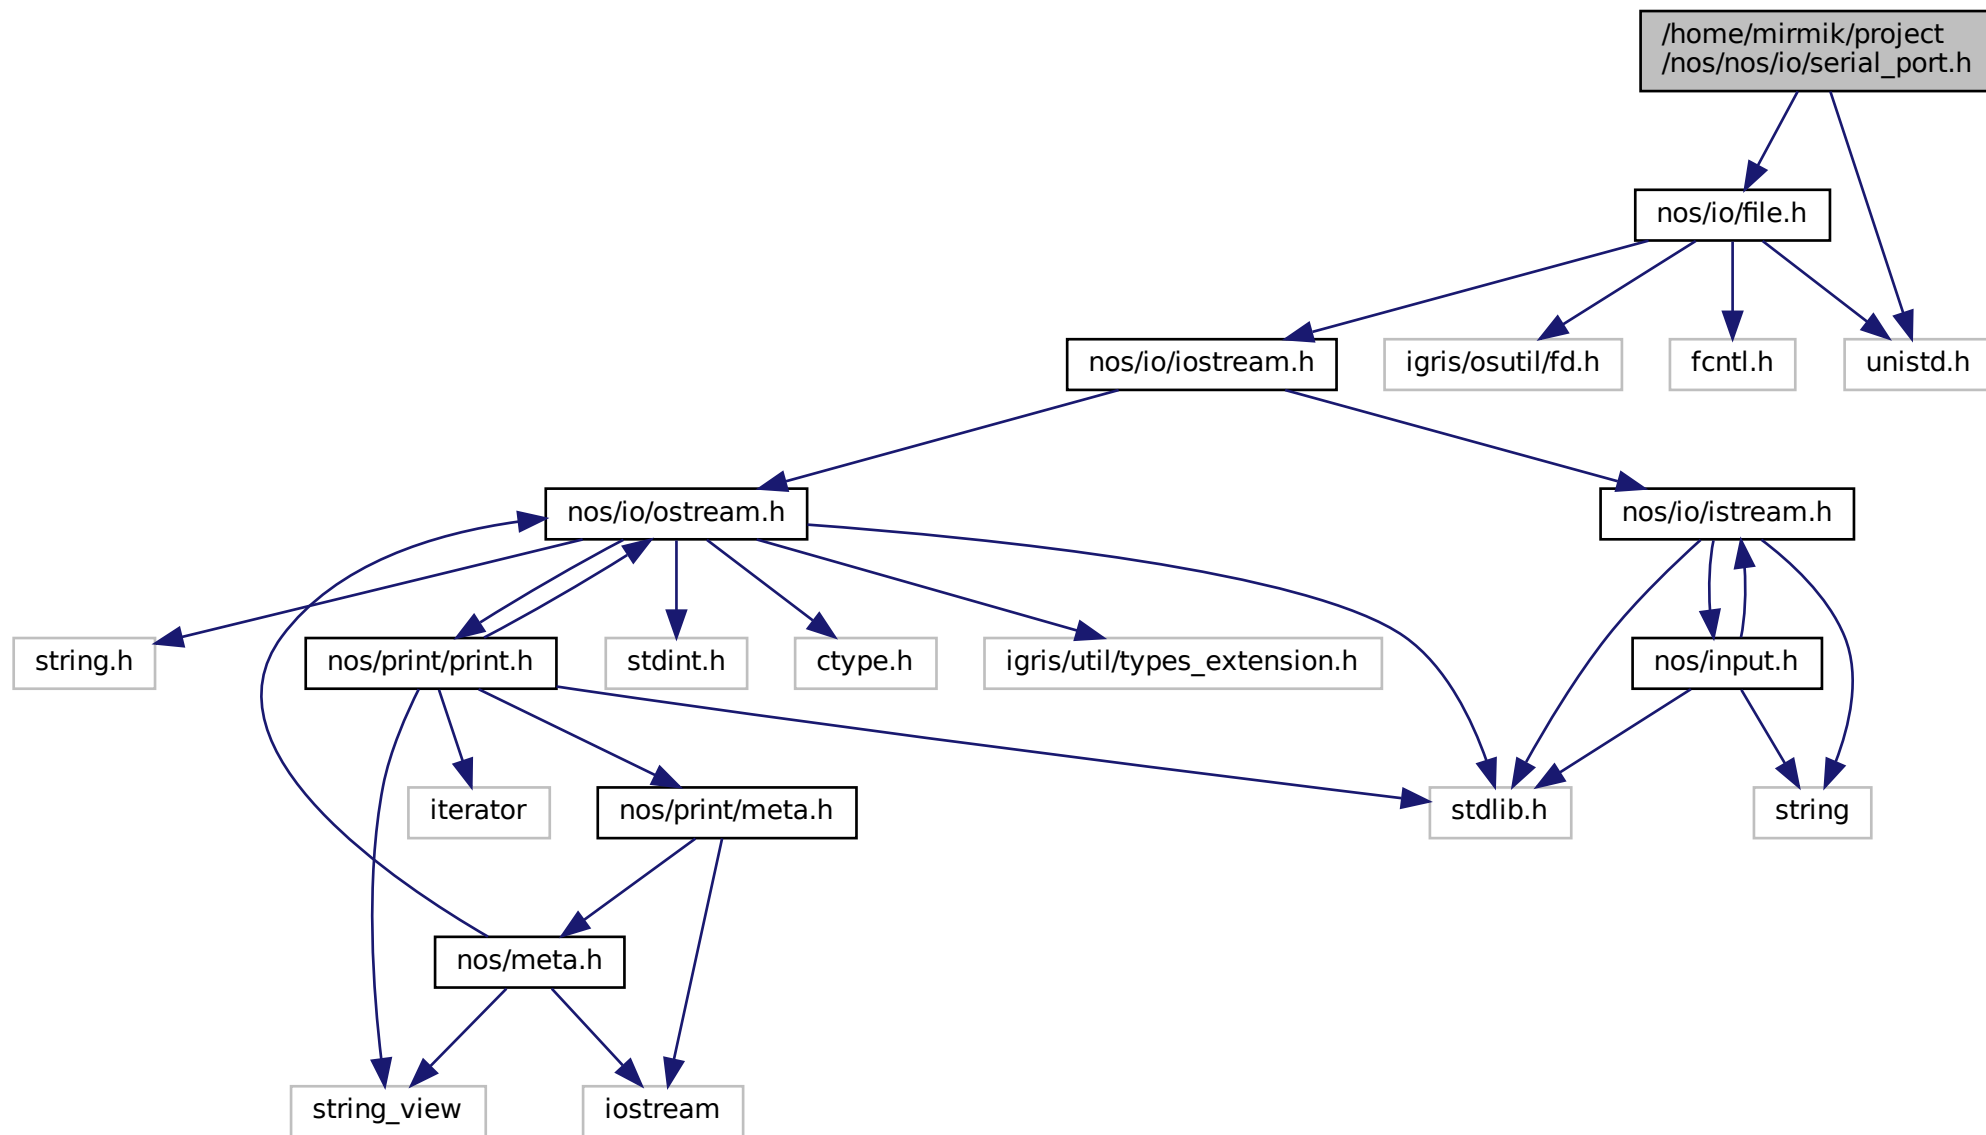 /home/mirmik/project
/nos/nos/io/serial_port.h
nos/io/file.h
nos/io/iostream.h
igris/osutil/fd.h
fcntl.h
unistd.h
nos/io/ostream.h
nos/io/istream.h
string.h
nos/print/print.h
stdint.h
ctype.h
igris/util/types_extension.h
nos/input.h
iterator
nos/print/meta.h
stdlib.h
string
nos/meta.h
string_view
iostream